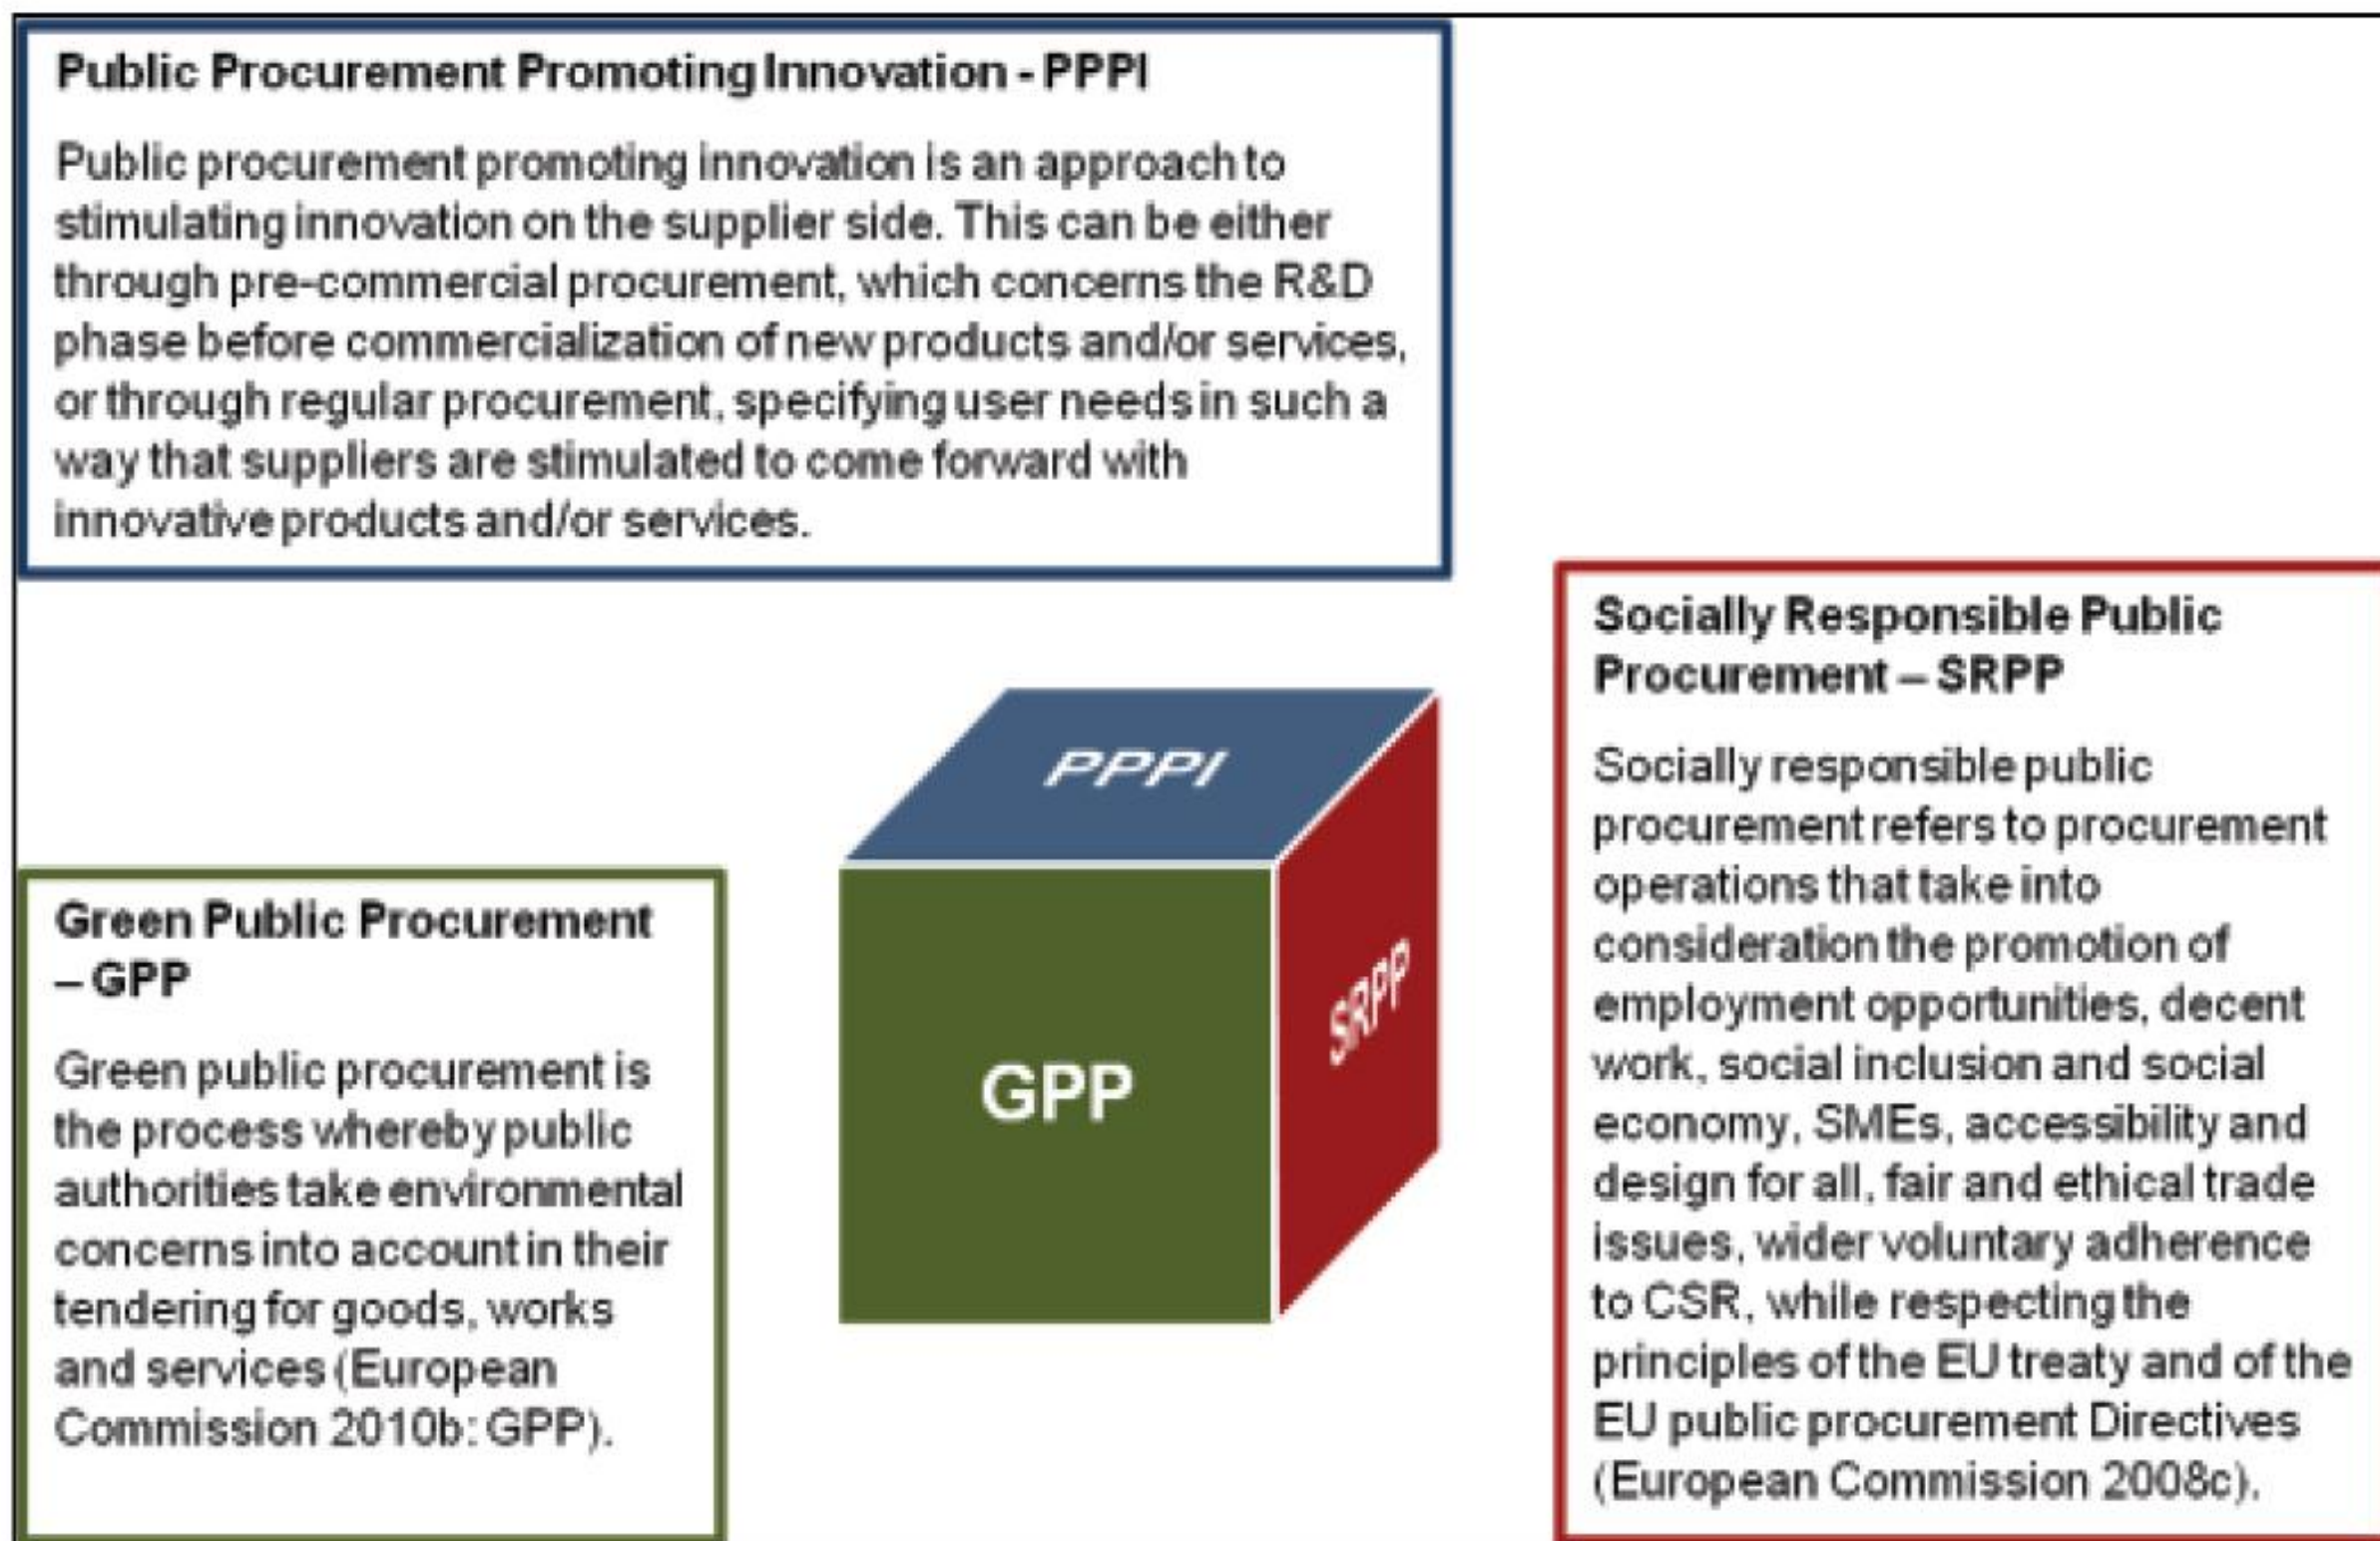 Public Procurement Promoting Innovation - PPPI
Public procurement promoting innovation is an approach to
stimulating innovation on the supplier side. This can be either
through pre-commercial procurement, which concerns the R&D
phase before commercialization of new products and/or services,
or through regular procurement, specifying user needs in such a
way that suppliers are stimulated to come forward with
innovative products and/or services.
PPPI
GPP
SRPP
Green Public Procurement
– GPP
Green public procurement is
the process whereby public
authorities take environmental
concerns into account in their
tendering for goods, works
and services (European
Commission 2010b: GPP).
Socially Responsible Public
Procurement – SRPP
Socially responsible public
procurement refers to procurement
operations that take into
consideration the promotion of
employment opportunities, decent
work, social inclusion and social
economy, SMEs, accessibility and
design for all, fair and ethical trade
issues, wider voluntary adherence
to CSR, while respecting the
principles of the EU treaty and of the
EU public procurement Directives
(European Commission 2008c).